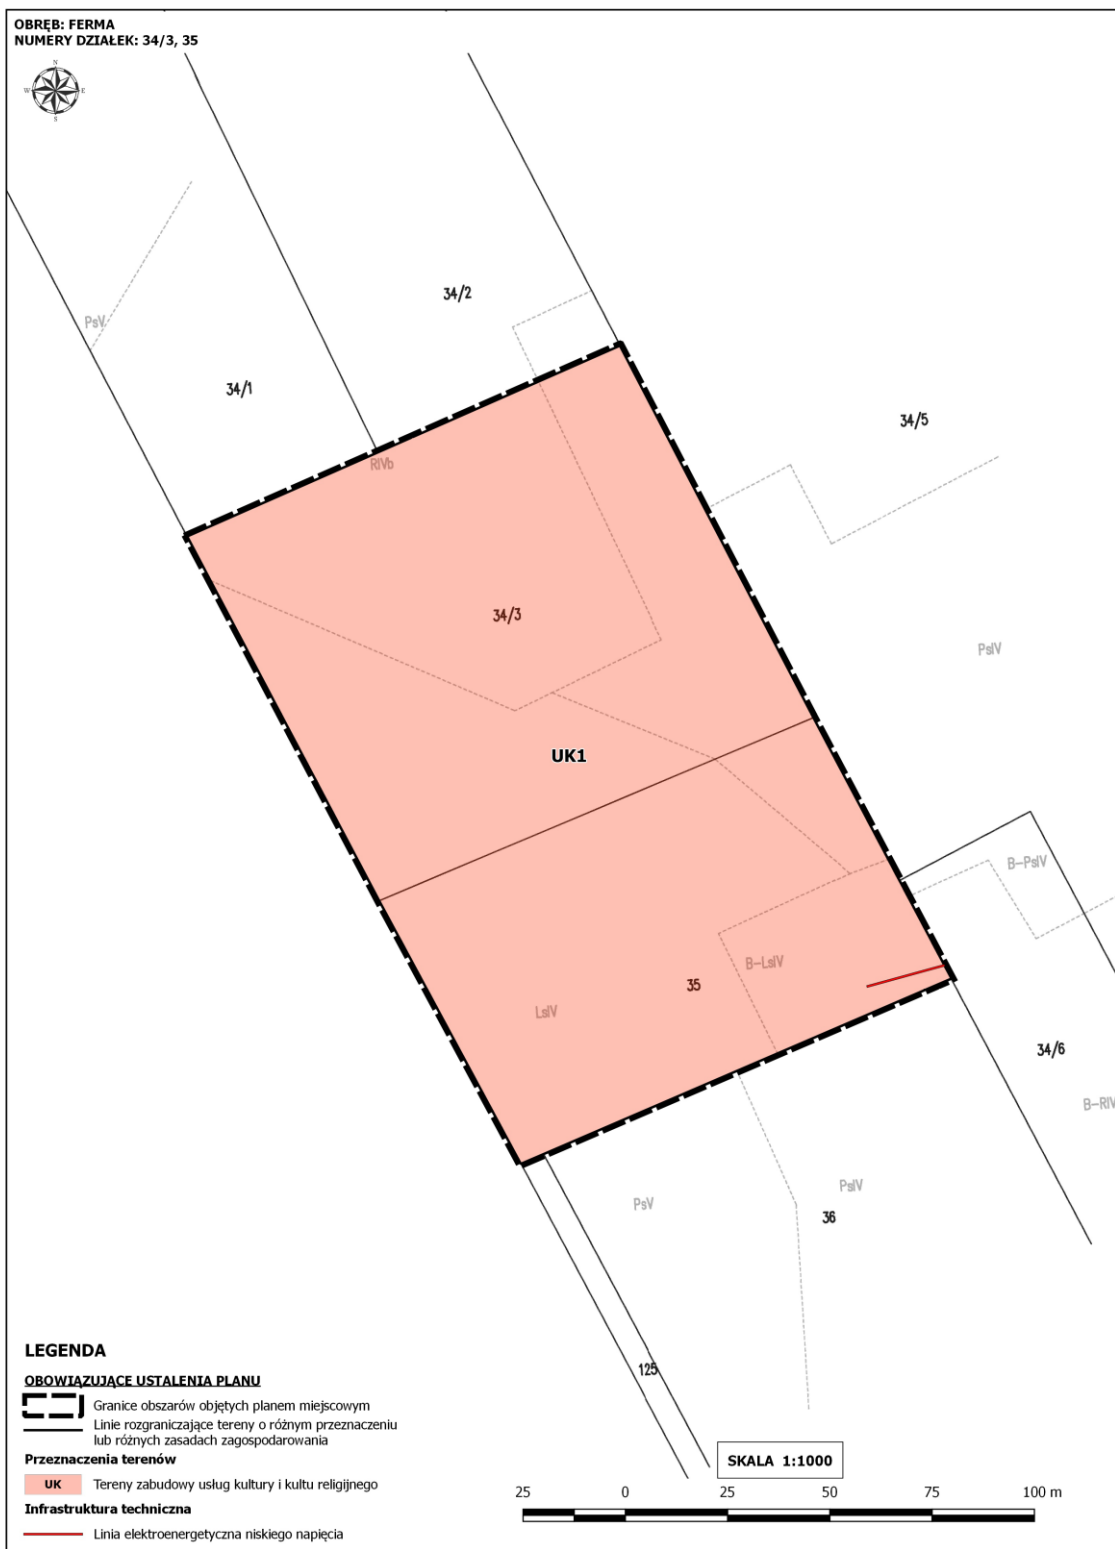 OBRĘB: FERMA
NUMERY DZIAŁEK: 34/3, 35
N
W E
S
34/2
PsV
34/1
34/5
RIVb
34/3
PsIV
UK1
B-PsIV
B-LsIV
35
LsIV
34/6
B-RIV
PsIV
PsV
36
125
LEGENDA
OBOWIĄZUJĄCE USTALENIA PLANU
Granice obszarów objętych planem miejscowym
Linie rozgraniczające tereny o różnym przeznaczeniu
lub różnych zasadach zagospodarowania
Przeznaczenia terenów
UK Tereny zabudowy usług kultury i kultu religijnego
Infrastruktura techniczna
Linia elektroenergetyczna niskiego napięcia
SKALA 1:1000
25 0 25 50 75 100 m